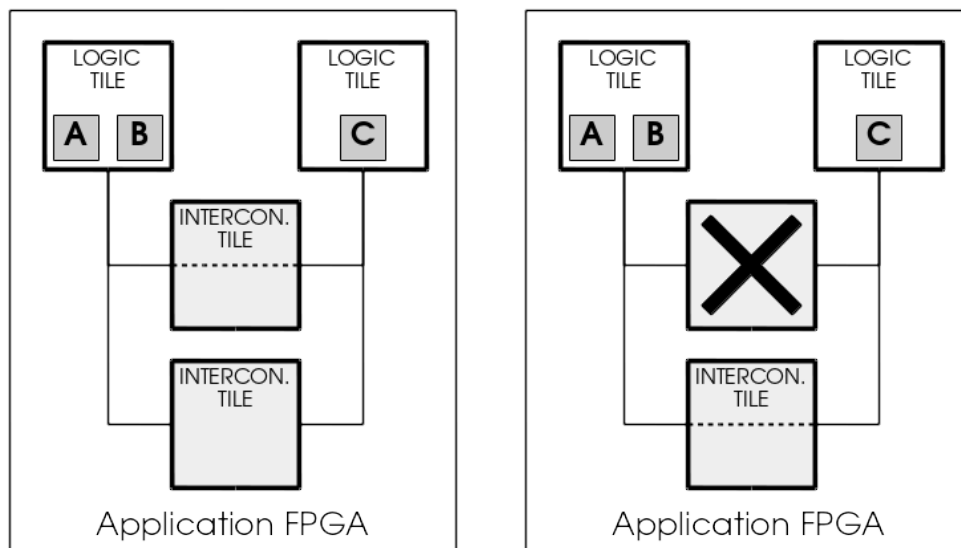 LOGIC
TILE
A B
LOGIC
TILE
C
INTERCON.
TILE
INTERCON.
TILE
Application FPGA
LOGIC
TILE
A B
LOGIC
TILE
C
INTERCON.
TILE
Application FPGA